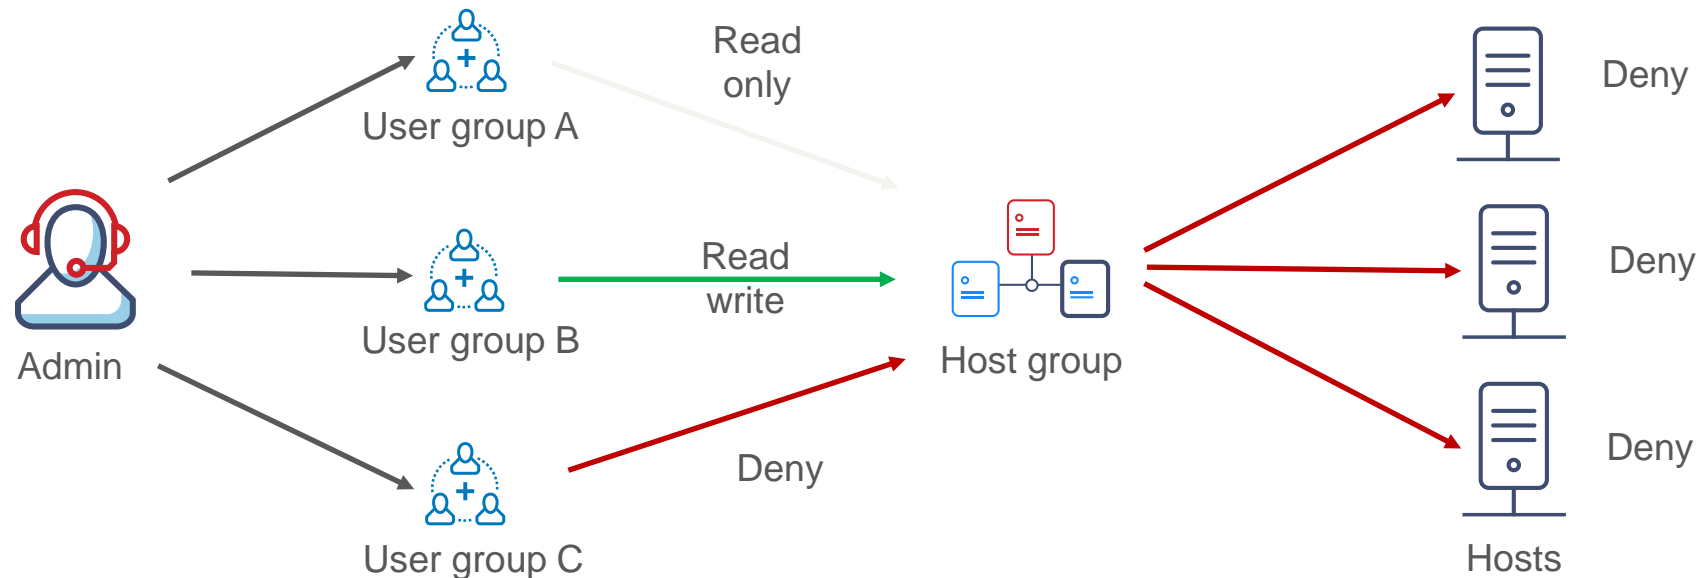 Read
only
Deny
User group A
Read
write
Deny
User group B
Admin
Host group
Deny
Deny
User group C
Hosts